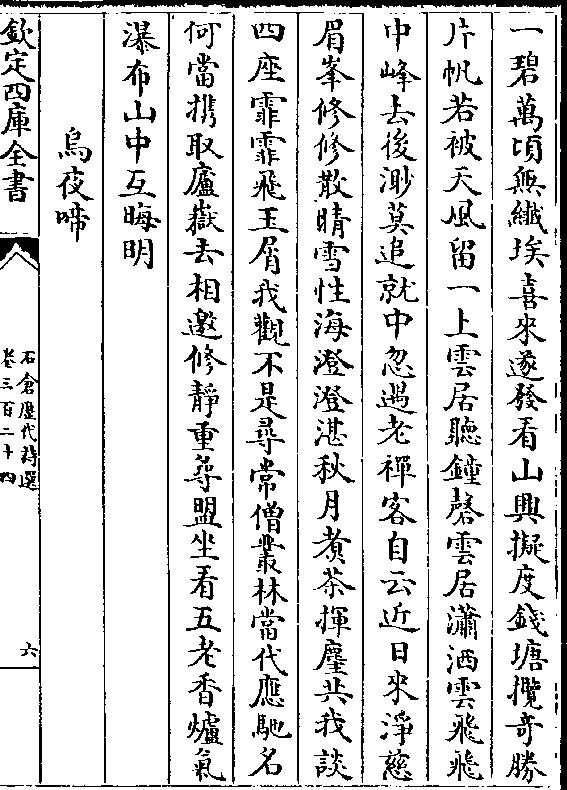 一碧萬頃無纖埃喜來遂發看山興擬度錢塘攬奇勝
片帆若被天風留一上雲居聽鐘磬雲居瀟洒雲飛飛
中峰去後渺莫追就中忽遇老禪客自云近日來淨慈
眉峯修修散晴雪性海澄澄湛秋月煑茶揮麈共我談
四座霏霏飛玉屑我觀不是尋常僧叢林當代應馳名
何當携取廬嶽去相邀修靜重尋盟坐看五老香爐氣
瀑布山中互晦明
烏夜啼
欽定四庫全書
石倉歷代詩選
卷三百二十四
六